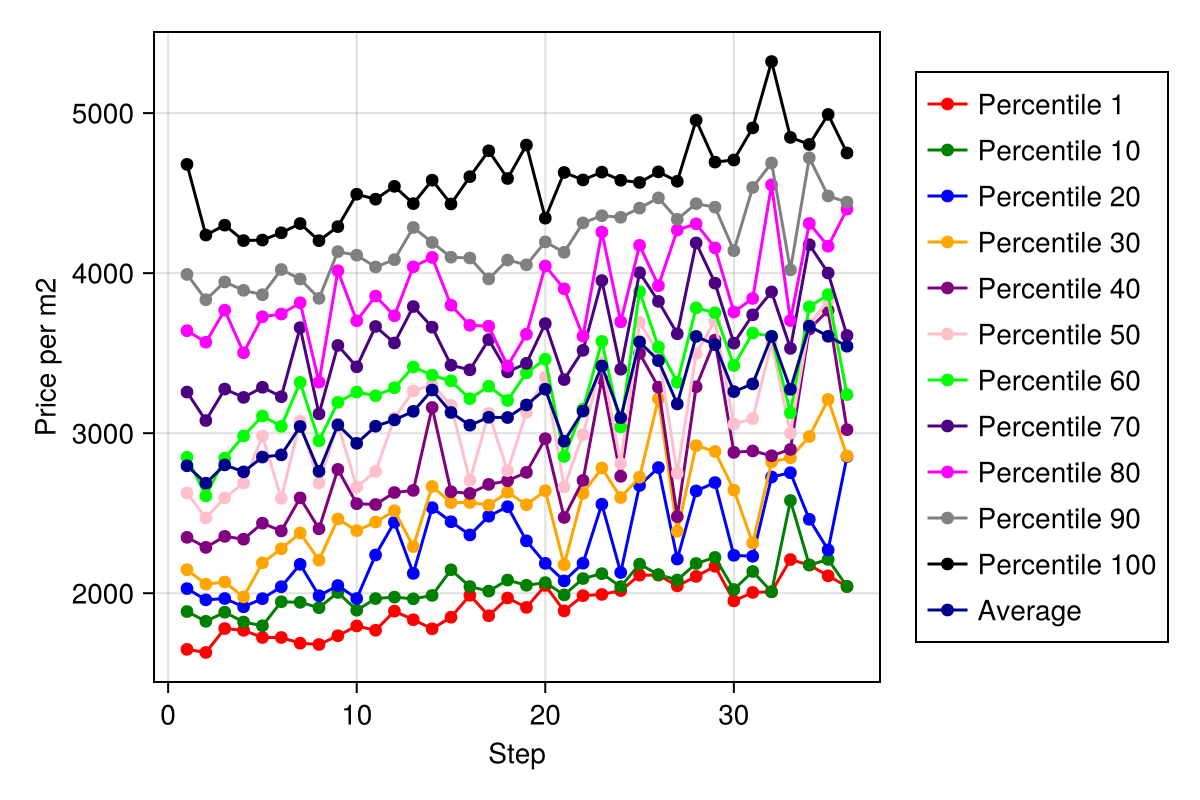 5000
4000
3000
2000
Price per m2
0 10 20 30
Step
Percentile 1
Percentile 10
Percentile 20
Percentile 30
Percentile 40
Percentile 50
Percentile 60
Percentile 70
Percentile 80
Percentile 90
Percentile 100
Average